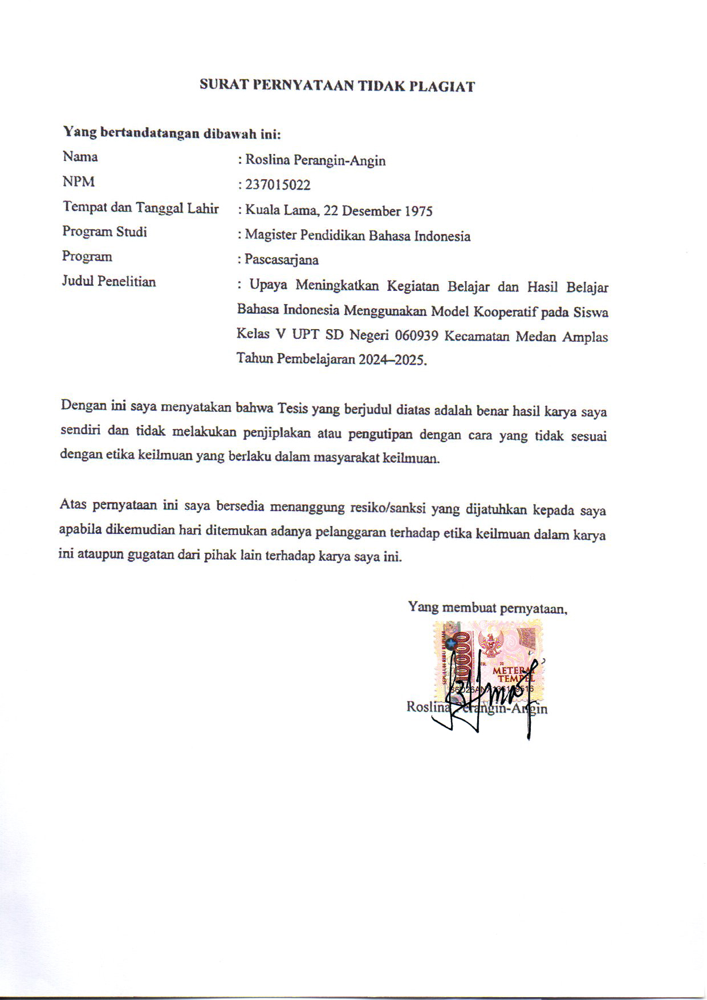 SURAT PERNYATAAN TIDAK PLAGIAT
Yang bertandatangan dibawah ini:
Nama : Roslina Perangin-Angin
NPM : 237015022
Tempat dan Tanggal Lahir : Kuala Lama, 22 Desember 1975
Program Studi : Magister Pendidikan Bahasa Indonesia
Program : Pascasarjana
Judul Penelitian : Upaya Meningkatkan Kegiatan Belajar dan Hasil Belajar
Bahasa Indonesia Menggunakan Model Kooperatif pada Siswa
Kelas V UPT SD Negeri 060939 Kecamatan Medan Amplas
Tahun Pembelajaran 2024–2025.
Dengan ini saya menyatakan bahwa Tesis yang berjudul diatas adalah benar hasil karya saya
sendiri dan tidak melakukan penjiplakan atau pengutipan dengan cara yang tidak sesuai
dengan etika keilmuan yang berlaku dalam masyarakat keilmuan.
Atas pernyataan ini saya bersedia menanggung resiko/sanksi yang dijatuhkan kepada saya
apabila dikemudian hari ditemukan adanya pelanggaran terhadap etika keilmuan dalam karya
ini ataupun gugatan dari pihak lain terhadap karya saya ini.
Yang membuat pernyataan,
SEPULUH RIBU RUPIAH
10000
METERAI
TEMPEL
Roslina Perangin-Angin